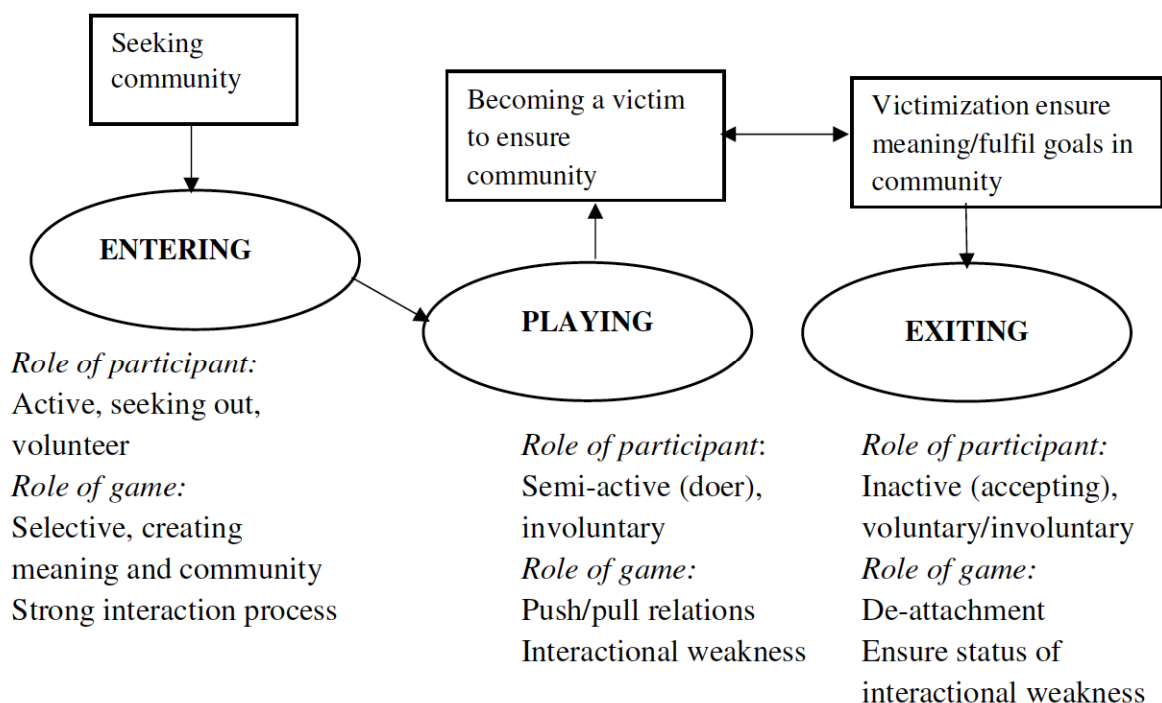 Seeking
community
ENTERING
Role of participant:
Active, seeking out,
volunteer
Role of game:
Selective, creating
meaning and community
Strong interaction process
Becoming a victim
to ensure
community
PLAYING
Role of participant:
Semi-active (doer),
involuntary
Role of game:
Push/pull relations
Interactional weakness
Victimization ensure
meaning/fulfil goals in
community
EXITING
Role of participant:
Inactive (accepting),
voluntary/involuntary
Role of game:
De-attachment
Ensure status of
interactional weakness